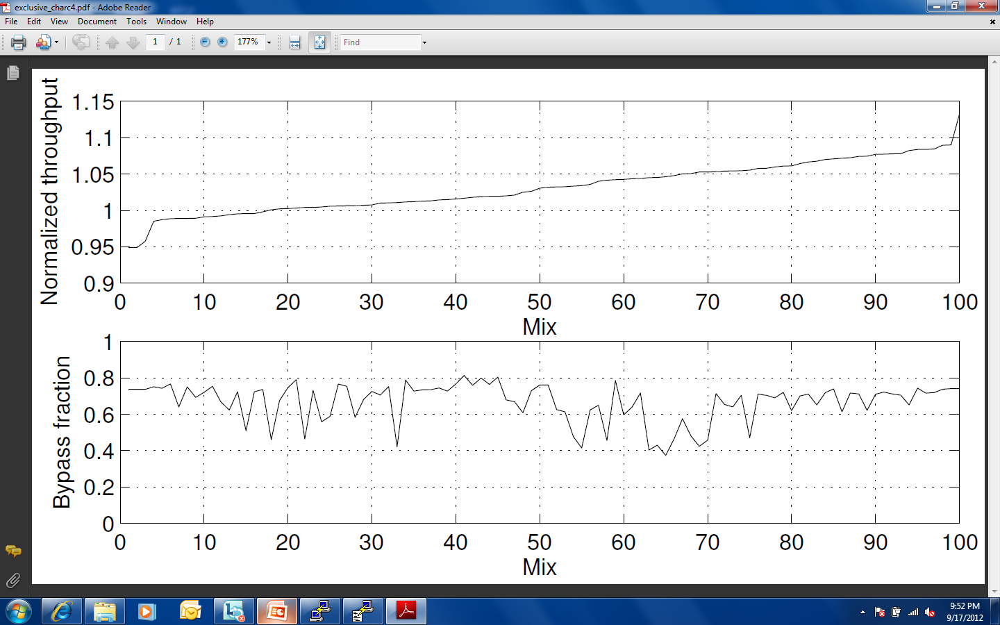 exclusive_charc4.pdf - Adobe Reader
File Edit View Document Tools Window Help
1 / 1 177% Find
Normalized throughput
1.15
1.1
1.05
1
0.95
0.9
0 10 20 30 40 50 60 70 80 90 100
Mix
Bypass fraction
1
0.8
0.6
0.4
0.2
0
0 10 20 30 40 50 60 70 80 90 100
Mix
9:52 PM
9/17/2012